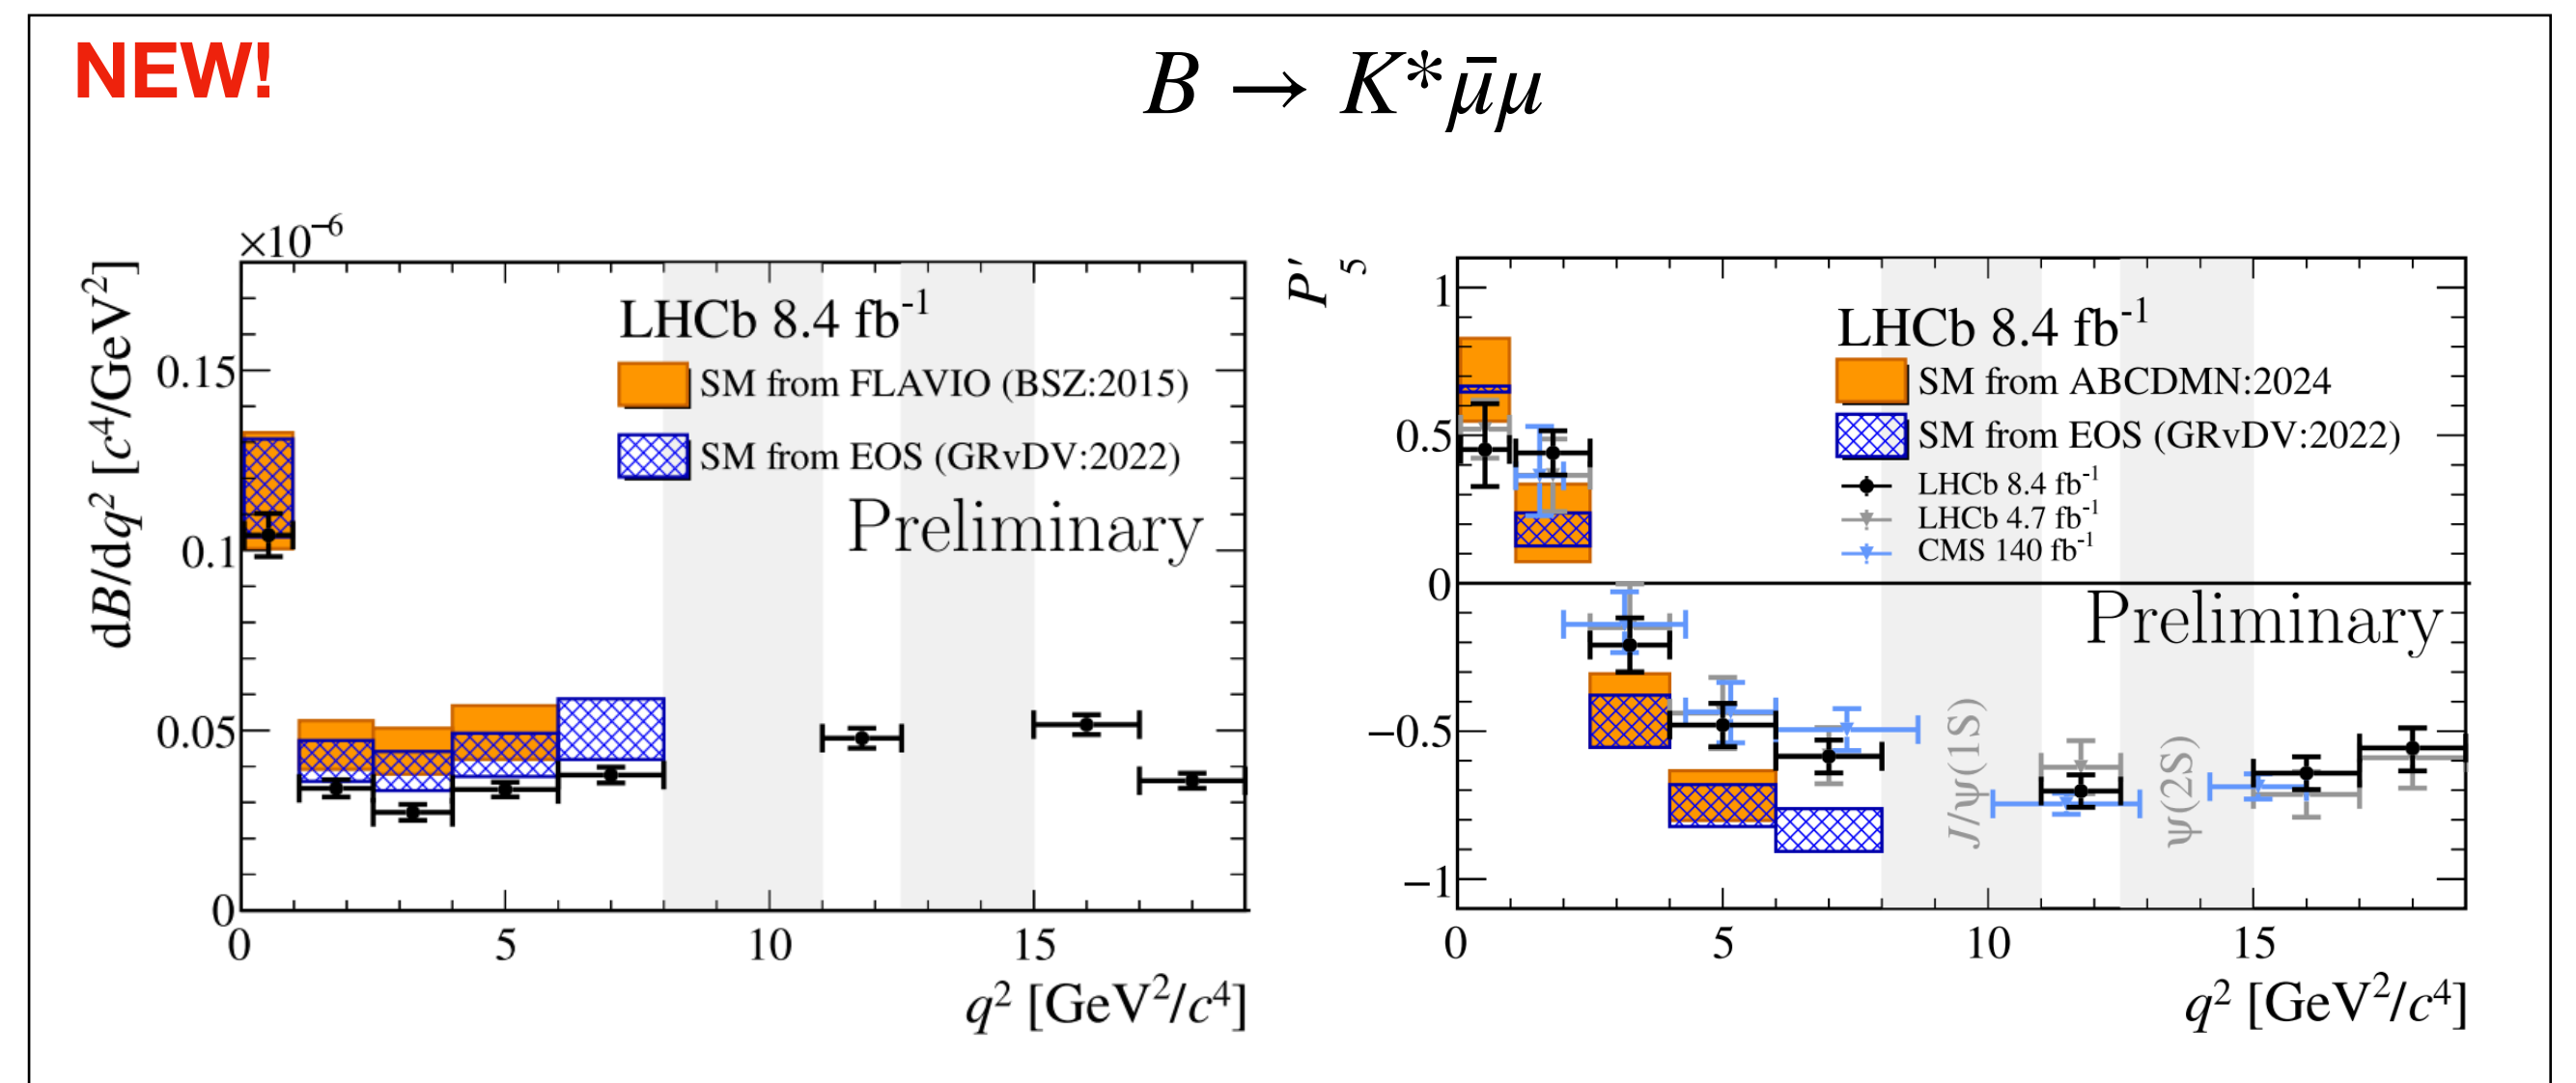 NEW!
B → K*μ̄μ
×10⁻⁶
dB/dq² [c⁴/GeV²]
LHCb 8.4 fb⁻¹
SM from FLAVIO (BSZ:2015)
SM from EOS (GRvDV:2022)
Preliminary
0.15
0.1
0.05
0
0 5 10 15
q² [GeV²/c⁴]
P′₅
LHCb 8.4 fb⁻¹
SM from ABCDMN:2024
SM from EOS (GRvDV:2022)
LHCb 8.4 fb⁻¹
LHCb 4.7 fb⁻¹
CMS 140 fb⁻¹
Preliminary
J/ψ(1S)
ψ(2S)
1
0.5
0
−0.5
−1
0 5 10 15
q² [GeV²/c⁴]